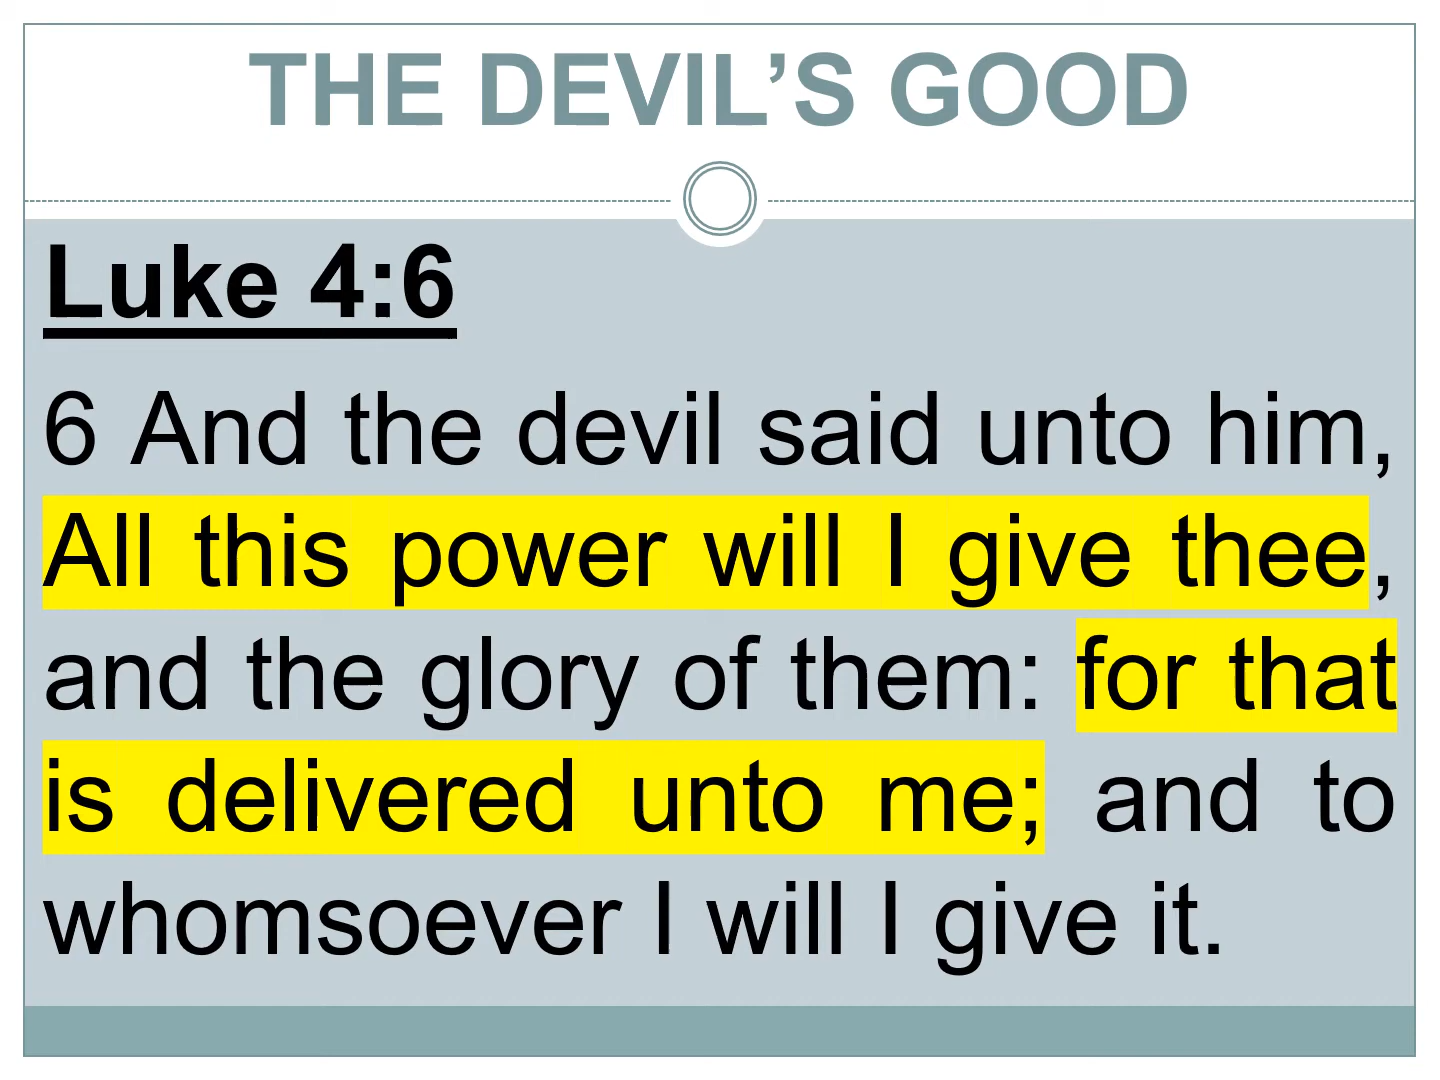 THE DEVIL’S GOOD
Luke 4:6
6 And the devil said unto him,
All this power will I give thee,
and the glory of them: for that
is delivered unto me; and to
whomsoever I will I give it.